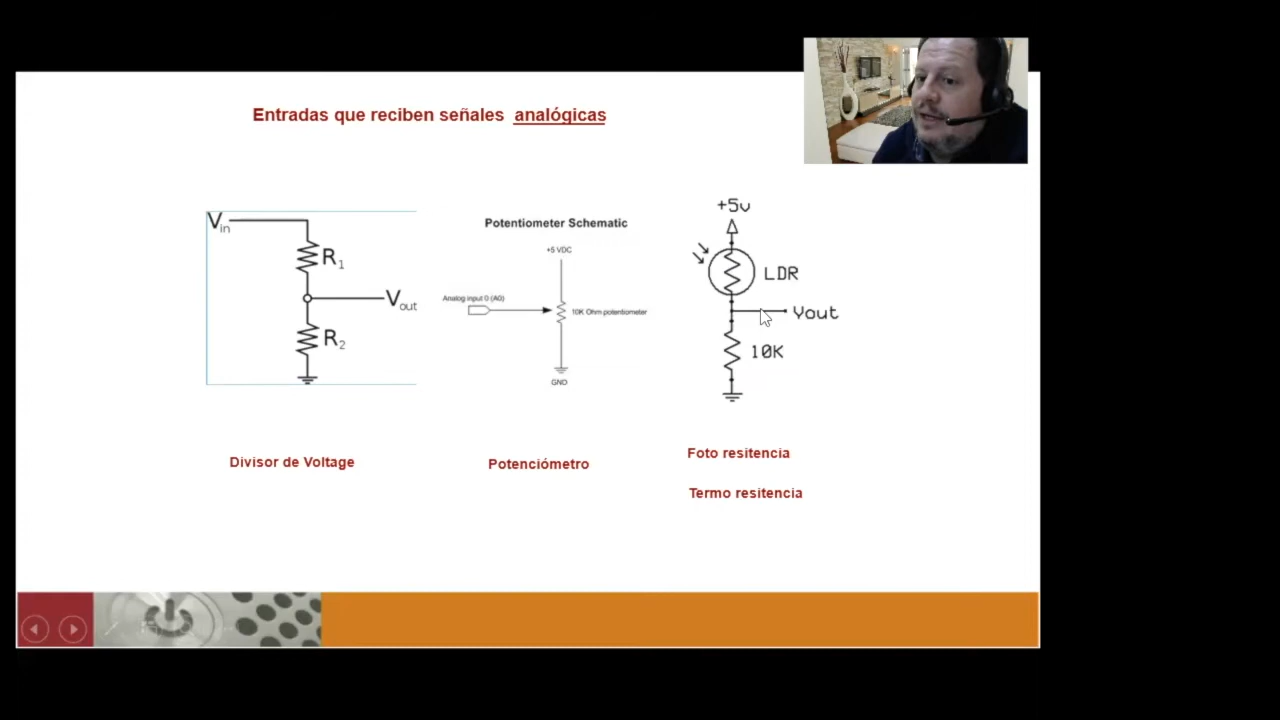 Entradas que reciben señales analógicas
Vin
R1
Vout
R2
Potentiometer Schematic
+5 VDC
Analog input 0 (A0)
10K Ohm potentiometer
GND
+5v
LDR
Vout
10K
Divisor de Voltage
Potenciómetro
Foto resitencia
Termo resitencia